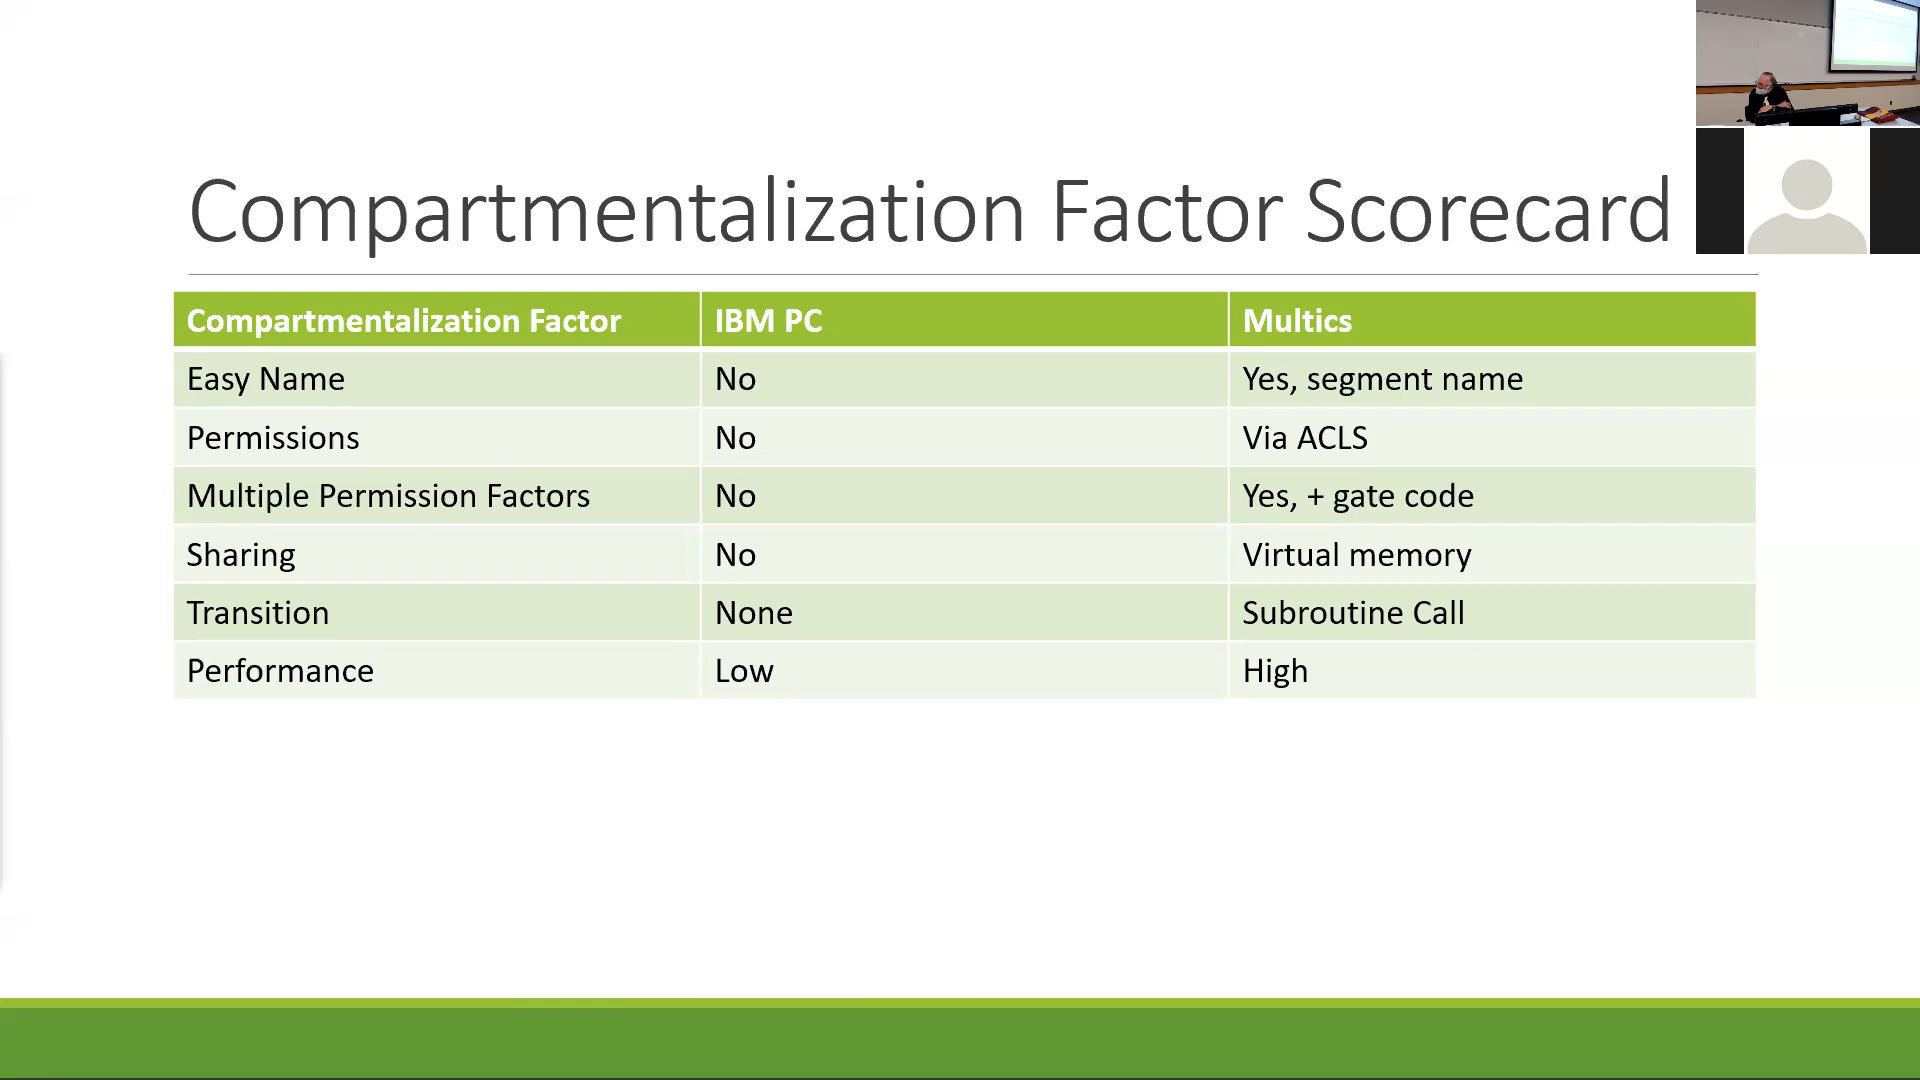 Compartmentalization Factor Scorecard
Compartmentalization Factor IBM PC Multics
Easy Name No Yes, segment name
Permissions No Via ACLS
Multiple Permission Factors No Yes, + gate code
Sharing No Virtual memory
Transition None Subroutine Call
Performance Low High